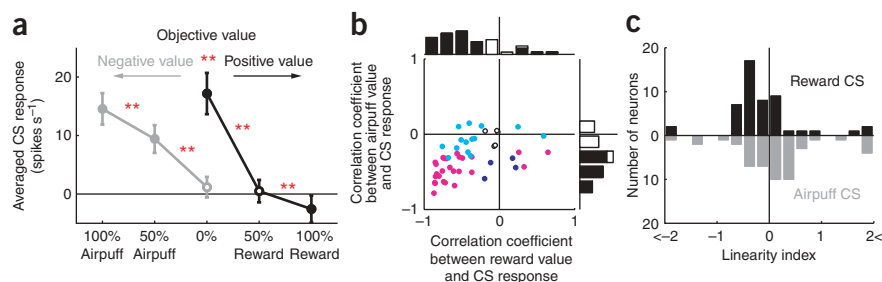 a
Objective value
Negative value
**
Positive value
Averaged CS response
(spikes s⁻¹)
20
10
0
**
**
**
**
100%
Airpuff
50%
Airpuff
0%
50%
Reward
100%
Reward
b
Correlation coefficient
between airpuff value
and CS response
1
0
−1
−1
0
1
Correlation coefficient
between reward value
and CS response
c
Number of neurons
20
10
0
10
20
Reward CS
Airpuff CS
<−2
−1
0
1
2<
Linearity index